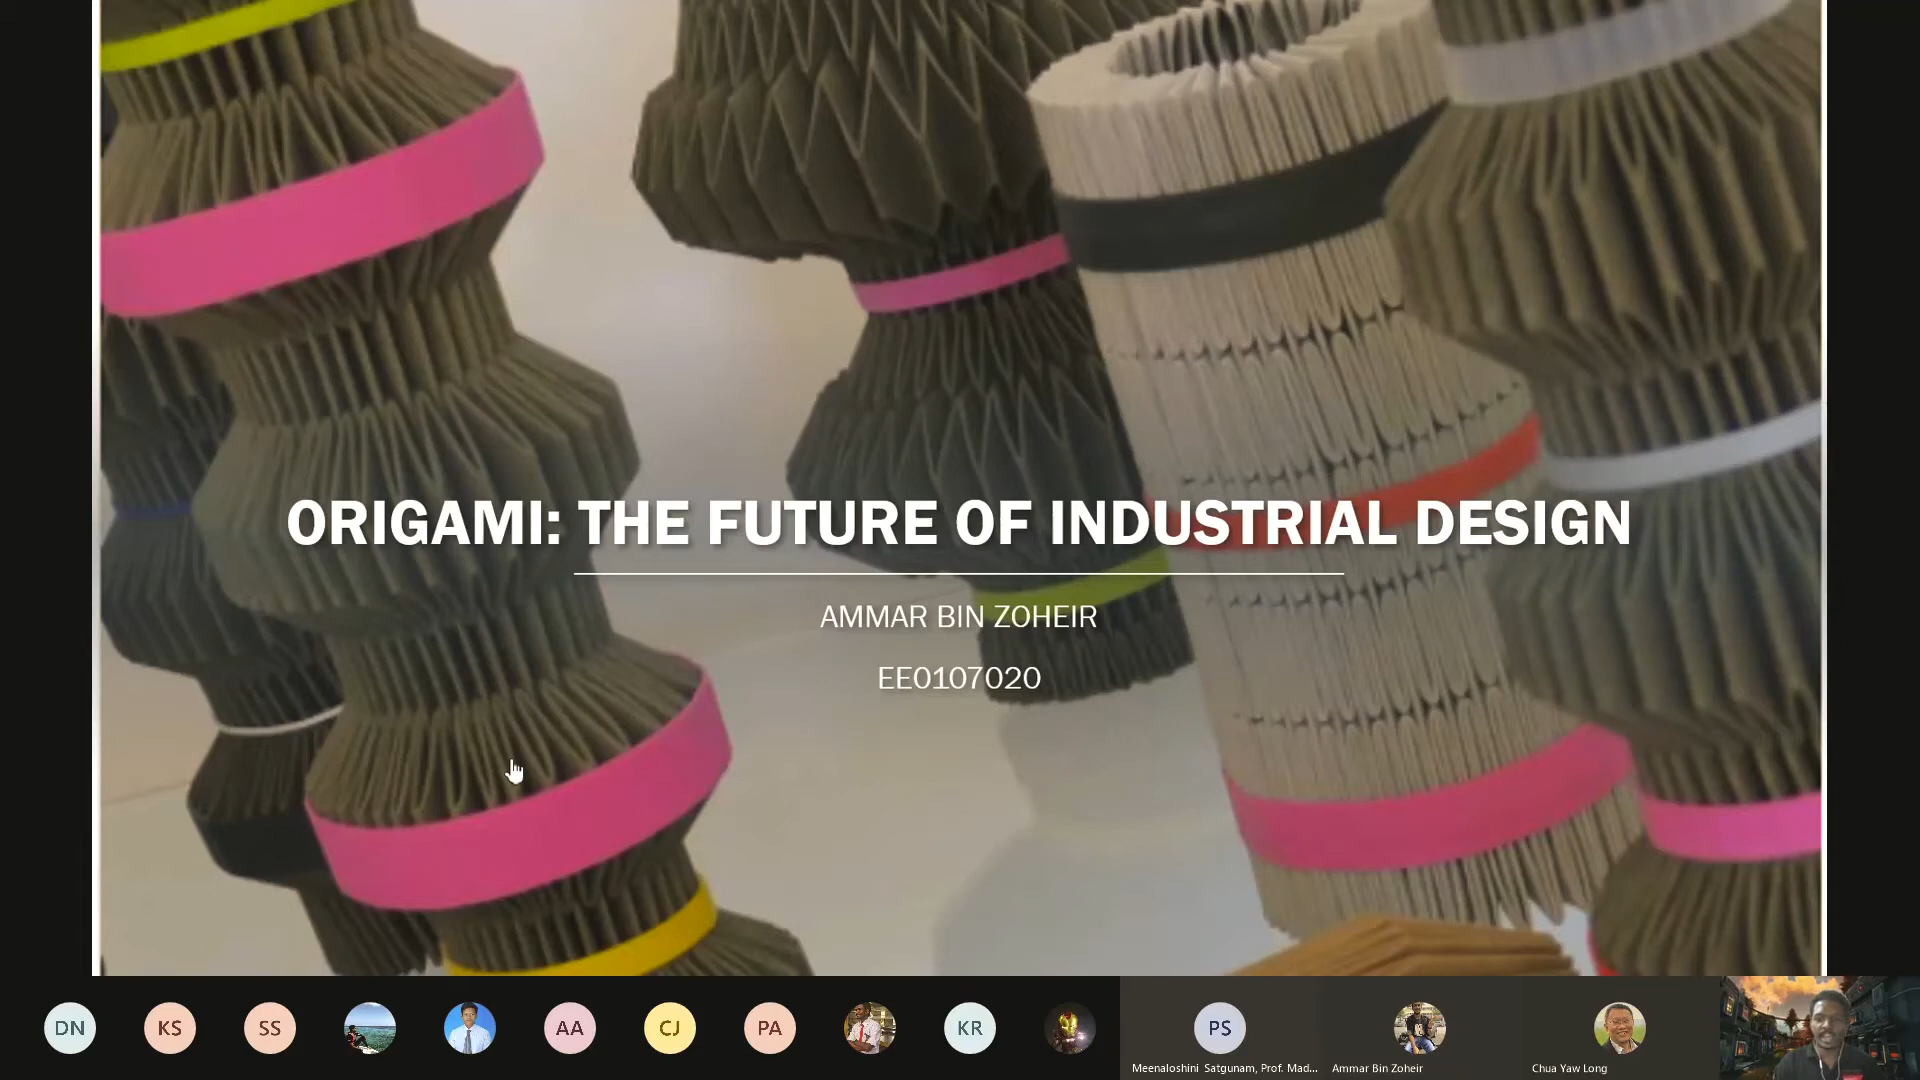 ORIGAMI: THE FUTURE OF INDUSTRIAL DESIGN
AMMAR BIN ZOHEIR
EE0107020
DN
KS
SS
AA
CJ
PA
KR
PS
Meenaloshini Satgunam, Prof. Mad...
Ammar Bin Zoheir
Chua Yaw Long